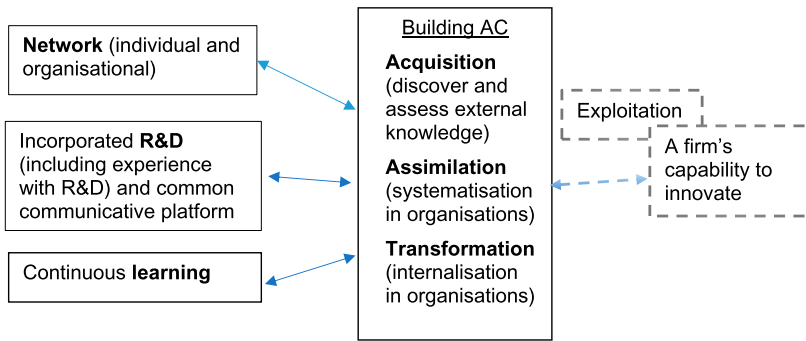 Network (individual and
organisational)
Incorporated R&D
(including experience
with R&D) and common
communicative platform
Continuous learning
Building AC
Acquisition
(discover and
assess external
knowledge)
Assimilation
(systematisation
in organisations)
Transformation
(internalisation
in organisations)
Exploitation
A firm's
capability to
innovate